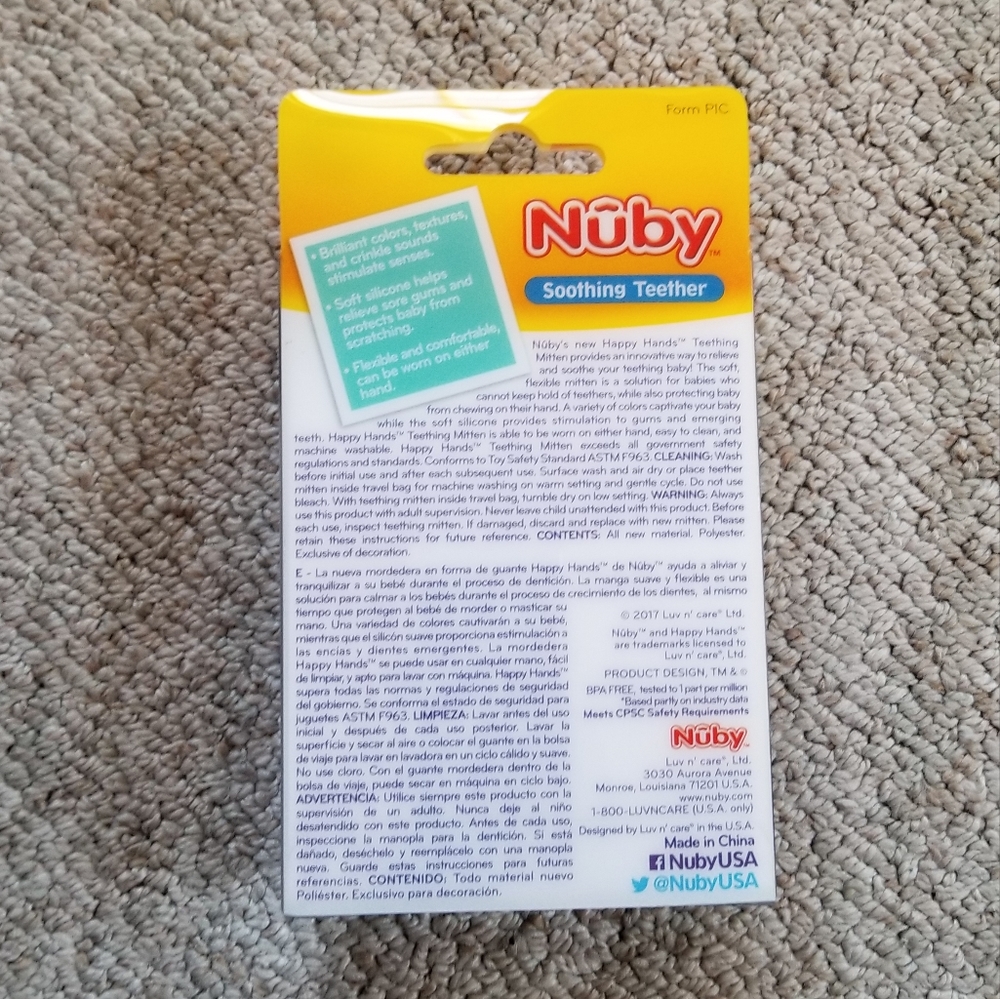 Form PIC
• Brilliant colors, textures,
and crinkle sounds
stimulate senses.
• Soft silicone helps
relieve sore gums and
protects baby from
scratching.
• Flexible and comfortable,
can be worn on either
hand.
Nûby™
Soothing Teether
Nûby's new Happy Hands™ Teething
Mitten provides an innovative way to relieve
and soothe your teething baby! The soft,
flexible mitten is a solution for babies who
cannot keep hold of teethers, while also protecting baby
from chewing on their hand. A variety of colors captivate your baby
while the soft silicone provides stimulation to gums and emerging
teeth. Happy Hands™ Teething Mitten is able to be worn on either hand, easy to clean, and
machine washable. Happy Hands™ Teething Mitten exceeds all government safety
regulations and standards. Conforms to Toy Safety Standard ASTM F963. CLEANING: Wash
before initial use and after each subsequent use. Surface wash and air dry or place teether
mitten inside travel bag for machine washing on warm setting and gentle cycle. Do not use
bleach. With teething mitten inside travel bag, tumble dry on low setting. WARNING: Always
use this product with adult supervision. Never leave child unattended with this product. Before
each use, inspect teething mitten. If damaged, discard and replace with new mitten. Please
retain these instructions for future reference. CONTENTS: All new material. Polyester.
Exclusive of decoration.
E - La nueva mordedera en forma de guante Happy Hands™ de Nûby™ ayuda a aliviar y
tranquilizar a su bebé durante el proceso de dentición. La manga suave y flexible es una
solución para calmar a los bebés durante el proceso de crecimiento de los dientes, al mismo
tiempo que protegen al bebé de morder o masticar su
mano. Una variedad de colores cautivarán a su bebé,
mientras que el silicón suave proporciona estimulación a
las encías y dientes emergentes. La mordedera
Happy Hands™ se puede usar en cualquier mano, fácil
de limpiar, y apto para lavar con máquina. Happy Hands™
supera todas las normas y regulaciones de seguridad
del gobierno. Se conforma el estado de seguridad para
juguetes ASTM F963. LIMPIEZA: Lavar antes del uso
inicial y después de cada uso posterior. Lavar la
superficie y secar al aire o colocar el guante en la bolsa
de viaje para lavar en lavadora en un ciclo cálido y suave.
No use cloro. Con el guante mordedera dentro de la
bolsa de viaje, puede secar en máquina en ciclo bajo.
ADVERTENCIA: Utilice siempre este producto con la
supervisión de un adulto. Nunca deje al niño
desatendido con este producto. Antes de cada uso,
inspeccione la manopla para la dentición. Si está
dañado, deséchelo y reemplácelo con una manopla
nueva. Guarde estas instrucciones para futuras
referencias. CONTENIDO: Todo material nuevo
Poliéster. Exclusivo para decoración.
© 2017 Luv n' care® Ltd.
Nûby™ and Happy Hands™
are trademarks licensed to
Luv n' care®, Ltd.
PRODUCT DESIGN, TM & ©
BPA FREE, tested to 1 part per million
*Based partly on industry data
Meets CPSC Safety Requirements
Nûby™
Luv n' care®, Ltd.
3030 Aurora Avenue
Monroe, Louisiana 71201 U.S.A.
www.nuby.com
1-800-LUVNCARE (U.S.A. only)
Designed by Luv n' care® in the U.S.A.
Made in China
NubyUSA
@NubyUSA